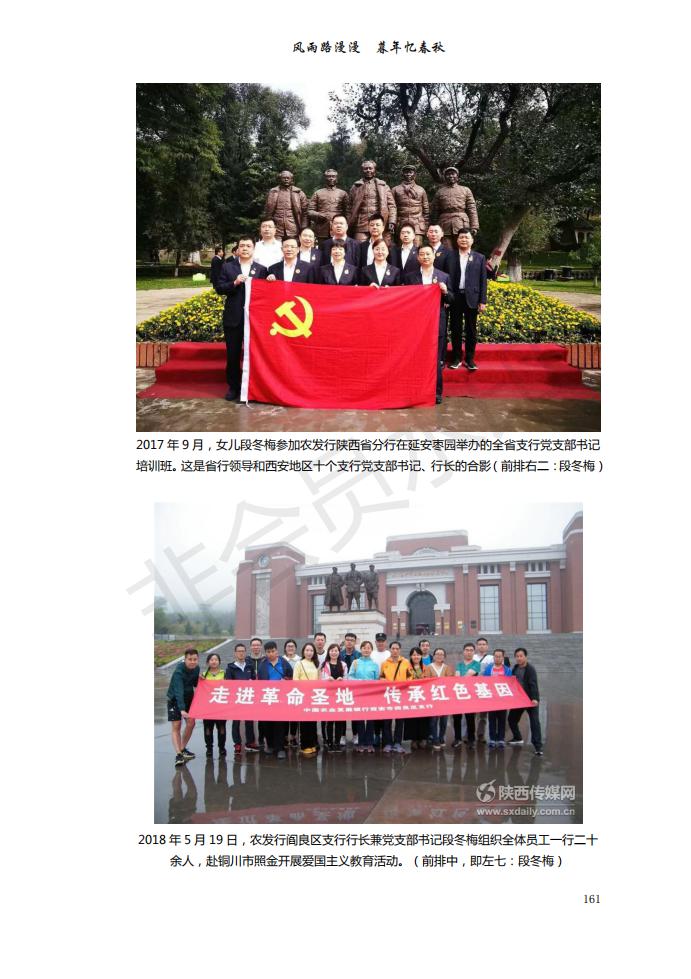 风雨路漫漫　暮年忆春秋
2017 年 9 月，女儿段冬梅参加农发行陕西省分行在延安枣园举办的全省支行党支部书记
培训班。这是省行领导和西安地区十个支行党支部书记、行长的合影（前排右二：段冬梅）
非会员水
走进革命圣地　传承红色基因
中国农业发展银行西安市阎良区支行
陕西传媒网
www.sxdaily.com.cn
2018 年 5 月 19 日，农发行阎良区支行行长兼党支部书记段冬梅组织全体员工一行二十
余人，赴铜川市照金开展爱国主义教育活动。（前排中，即左七：段冬梅）
161